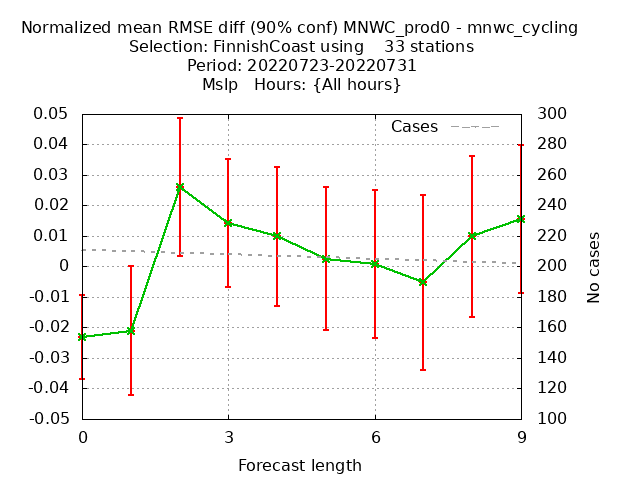 Normalized mean RMSE diff (90% conf) MNWC_prod0 - mnwc_cycling
Selection: FinnishCoast using    33 stations
Period: 20220723-20220731
Mslp   Hours: {All hours}
Cases
0.05
0.04
0.03
0.02
0.01
0
-0.01
-0.02
-0.03
-0.04
-0.05
300
280
260
240
220
200
180
160
140
120
100
No cases
0 3 6 9
Forecast length